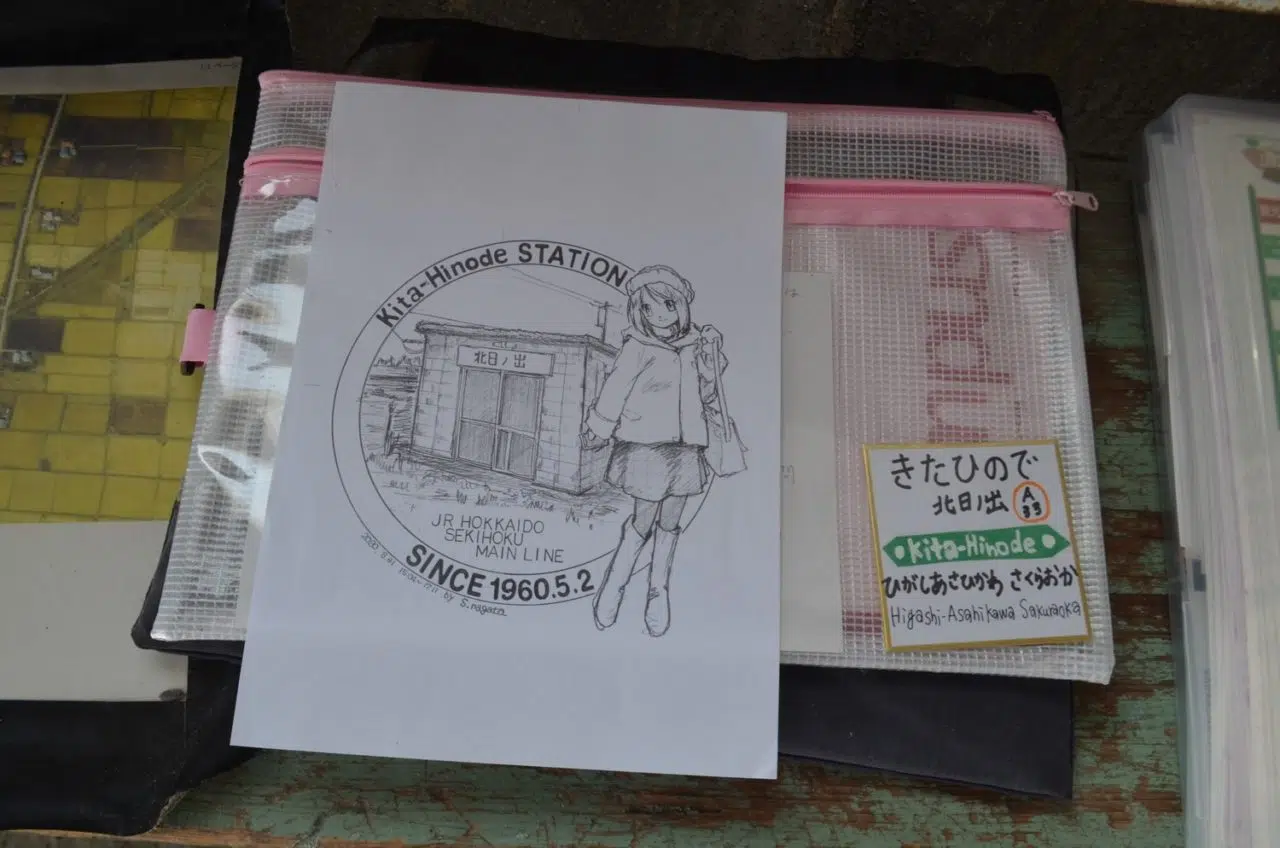 Kita-Hinode STATION
北日ノ出
JR HOKKAIDO
SEKIHOKU
MAIN LINE
SINCE 1960.5.2
by S.nagata
きたひので
北日ノ出 A
33
Kita-Hinode
ひがしあさひかわ さくらおか
Higashi-Asahikawa Sakuraoka